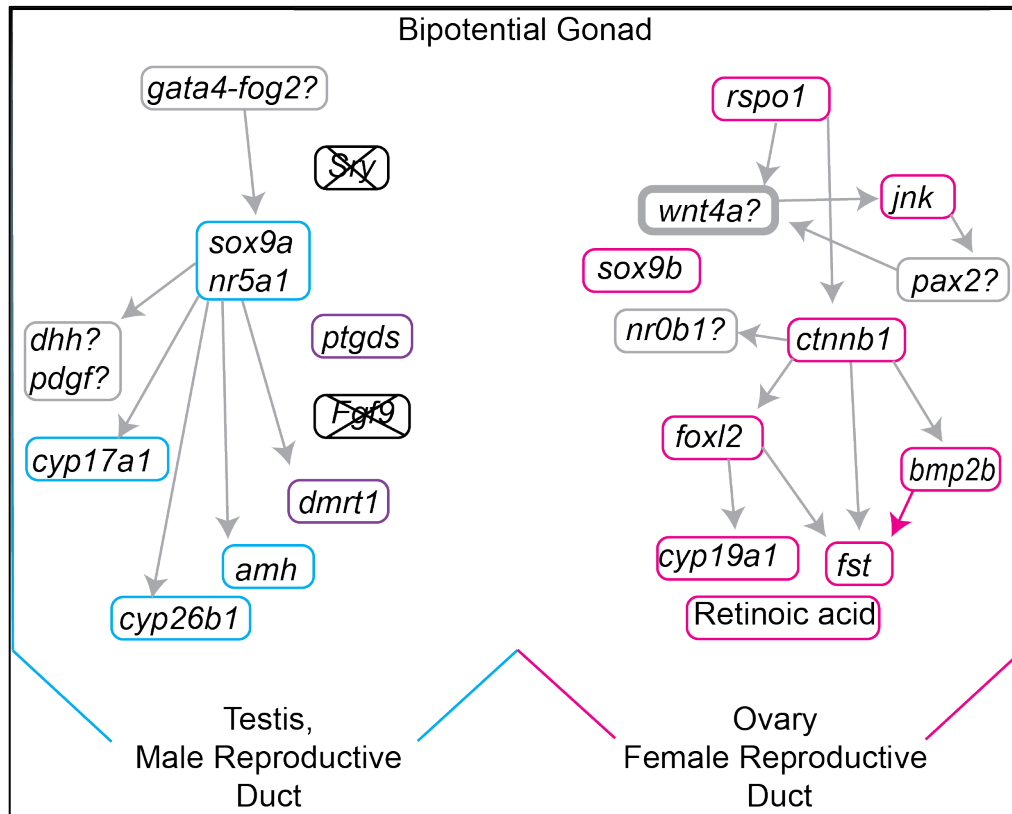 Bipotential Gonad
gata4-fog2?
Sry
sox9a
nr5a1
dhh?
pdgf?
ptgds
Fgf9
cyp17a1
dmrt1
amh
cyp26b1
rspo1
wnt4a?
jnk
sox9b
pax2?
nr0b1?
ctnnb1
foxl2
bmp2b
cyp19a1
fst
Retinoic acid
Testis,
Male Reproductive
Duct
Ovary
Female Reproductive
Duct